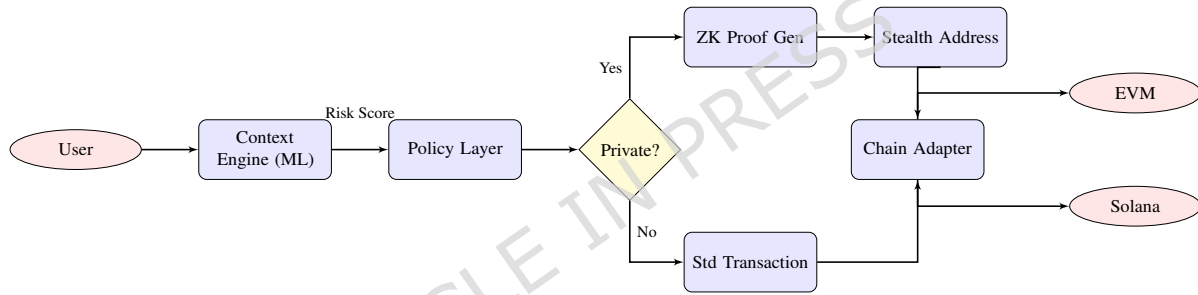 User
Context
Engine (ML)
Risk Score
Policy Layer
Private?
Yes
ZK Proof Gen
Stealth Address
No
Std Transaction
Chain Adapter
EVM
Solana
CLE IN PRESS